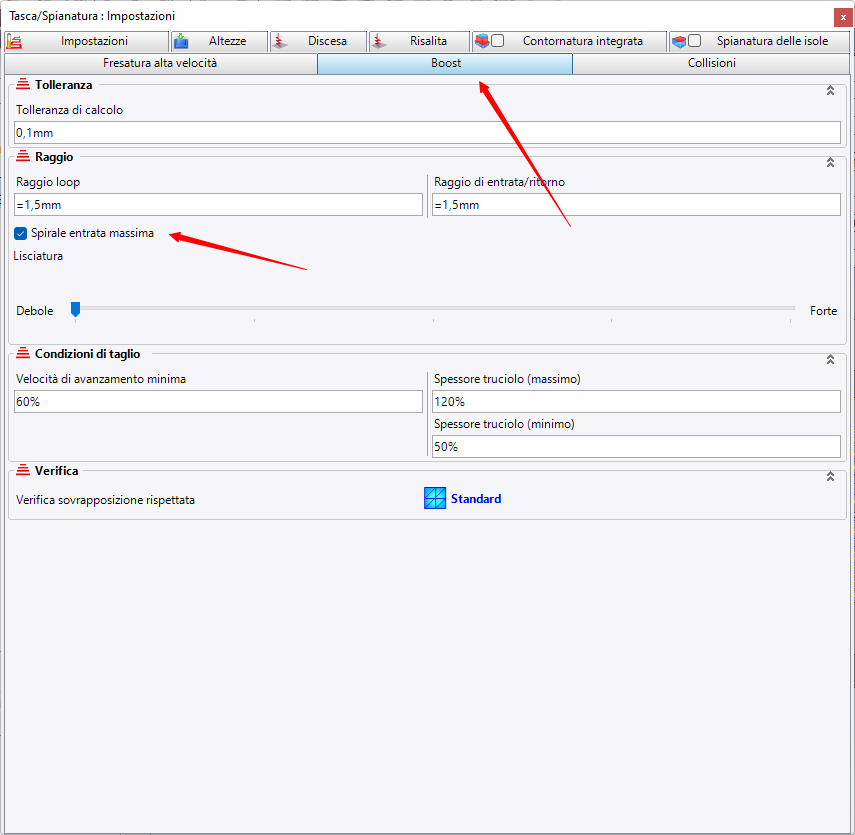 Tasca/Spianatura : Impostazioni
Impostazioni Altezze Discesa Risalita Contornatura integrata Spianatura delle isole
Fresatura alta velocità Boost Collisioni
Tolleranza
Tolleranza di calcolo
0,1mm
Raggio
Raggio loop Raggio di entrata/ritorno
=1,5mm =1,5mm
Spirale entrata massima
Lisciatura
Debole Forte
Condizioni di taglio
Velocità di avanzamento minima Spessore truciolo (massimo)
60% 120%
Spessore truciolo (minimo)
50%
Verifica
Verifica sovrapposizione rispettata Standard